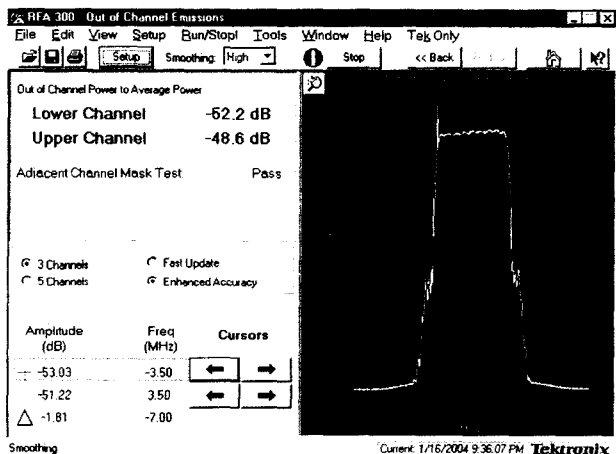 RFA 300 Out of Channel Emissions
File Edit View Setup Run/Stop! Tools Window Help Tek Only
Setup Smoothing: High Stop << Back
Out of Channel Power to Average Power
Lower Channel -52.2 dB
Upper Channel -48.6 dB
Adjacent Channel Mask Test Pass
3 Channels Fast Update
5 Channels Enhanced Accuracy
Amplitude (dB) Freq (MHz) Cursors
-53.03 -3.50
-51.22 3.50
△ -1.81 -7.00
Smoothing Current: 1/16/2004 9:36:07 PM Tektronix